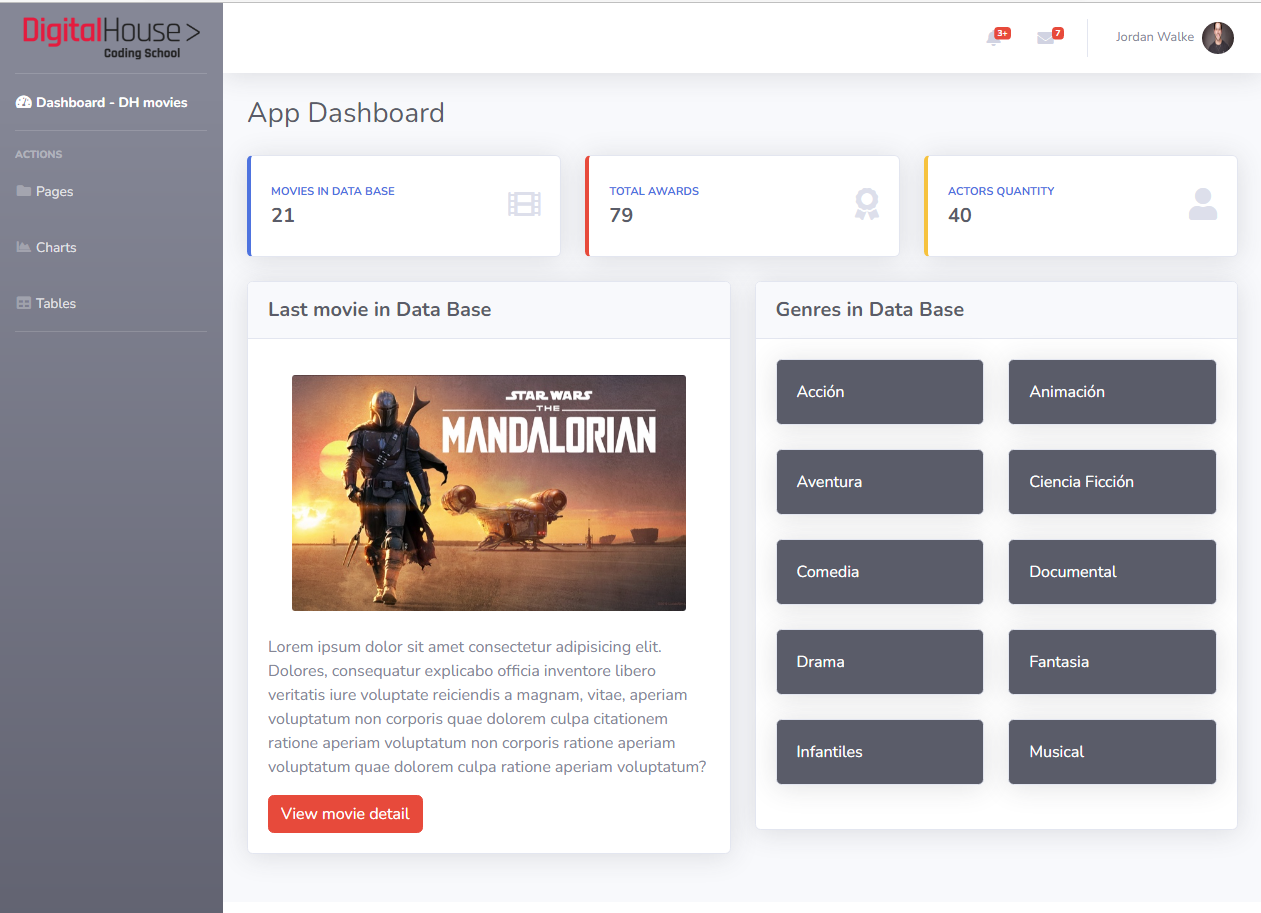 DigitalHouse >
Coding School
Dashboard - DH movies
ACTIONS
Pages
Charts
Tables
3+
7
Jordan Walke
App Dashboard
MOVIES IN DATA BASE
21
TOTAL AWARDS
79
ACTORS QUANTITY
40
Last movie in Data Base
STAR WARS
THE
MANDALORIAN
Lorem ipsum dolor sit amet consectetur adipisicing elit.
Dolores, consequatur explicabo officia inventore libero
veritatis iure voluptate reiciendis a magnam, vitae, aperiam
voluptatum non corporis quae dolorem culpa citationem
ratione aperiam voluptatum non corporis ratione aperiam
voluptatum quae dolorem culpa ratione aperiam voluptatum?
View movie detail
Genres in Data Base
Acción
Animación
Aventura
Ciencia Ficción
Comedia
Documental
Drama
Fantasia
Infantiles
Musical